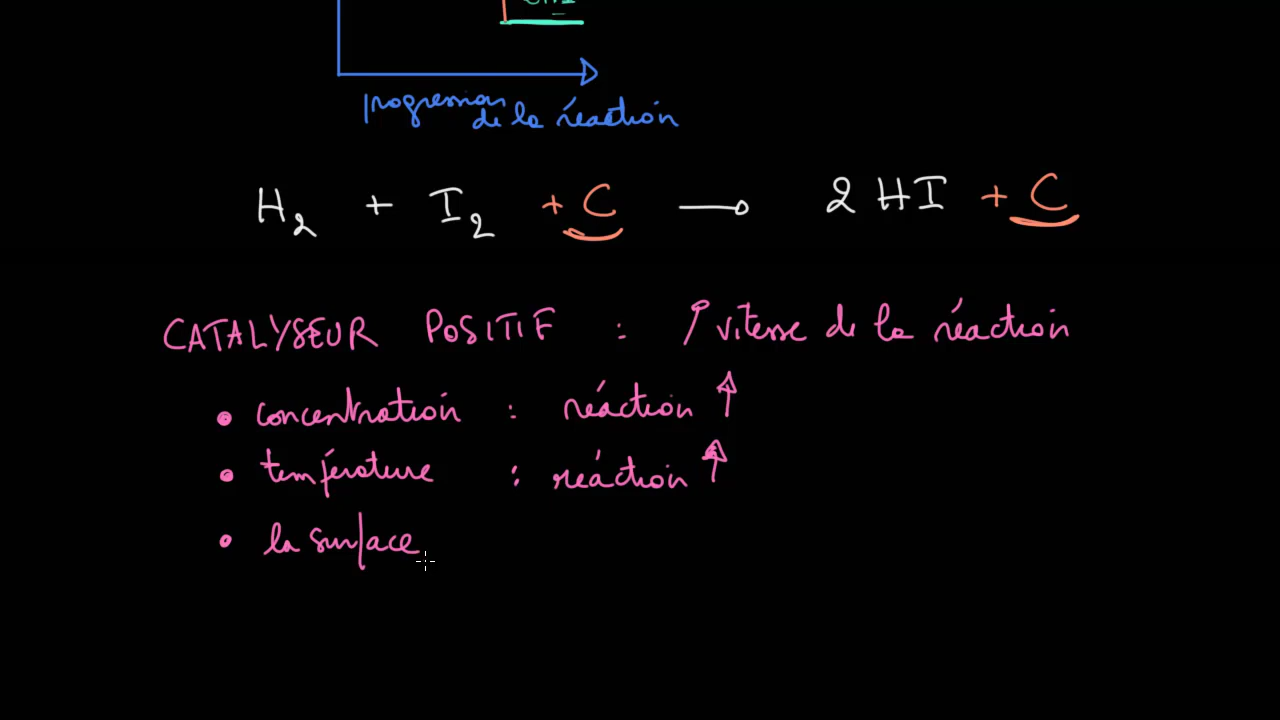 progression
de la réaction
H₂ + I₂ + C → 2 HI + C
CATALYSEUR POSITIF : ↑ vitesse de la réaction
• concentration : réaction ↑
• température : réaction ↑
• la surface